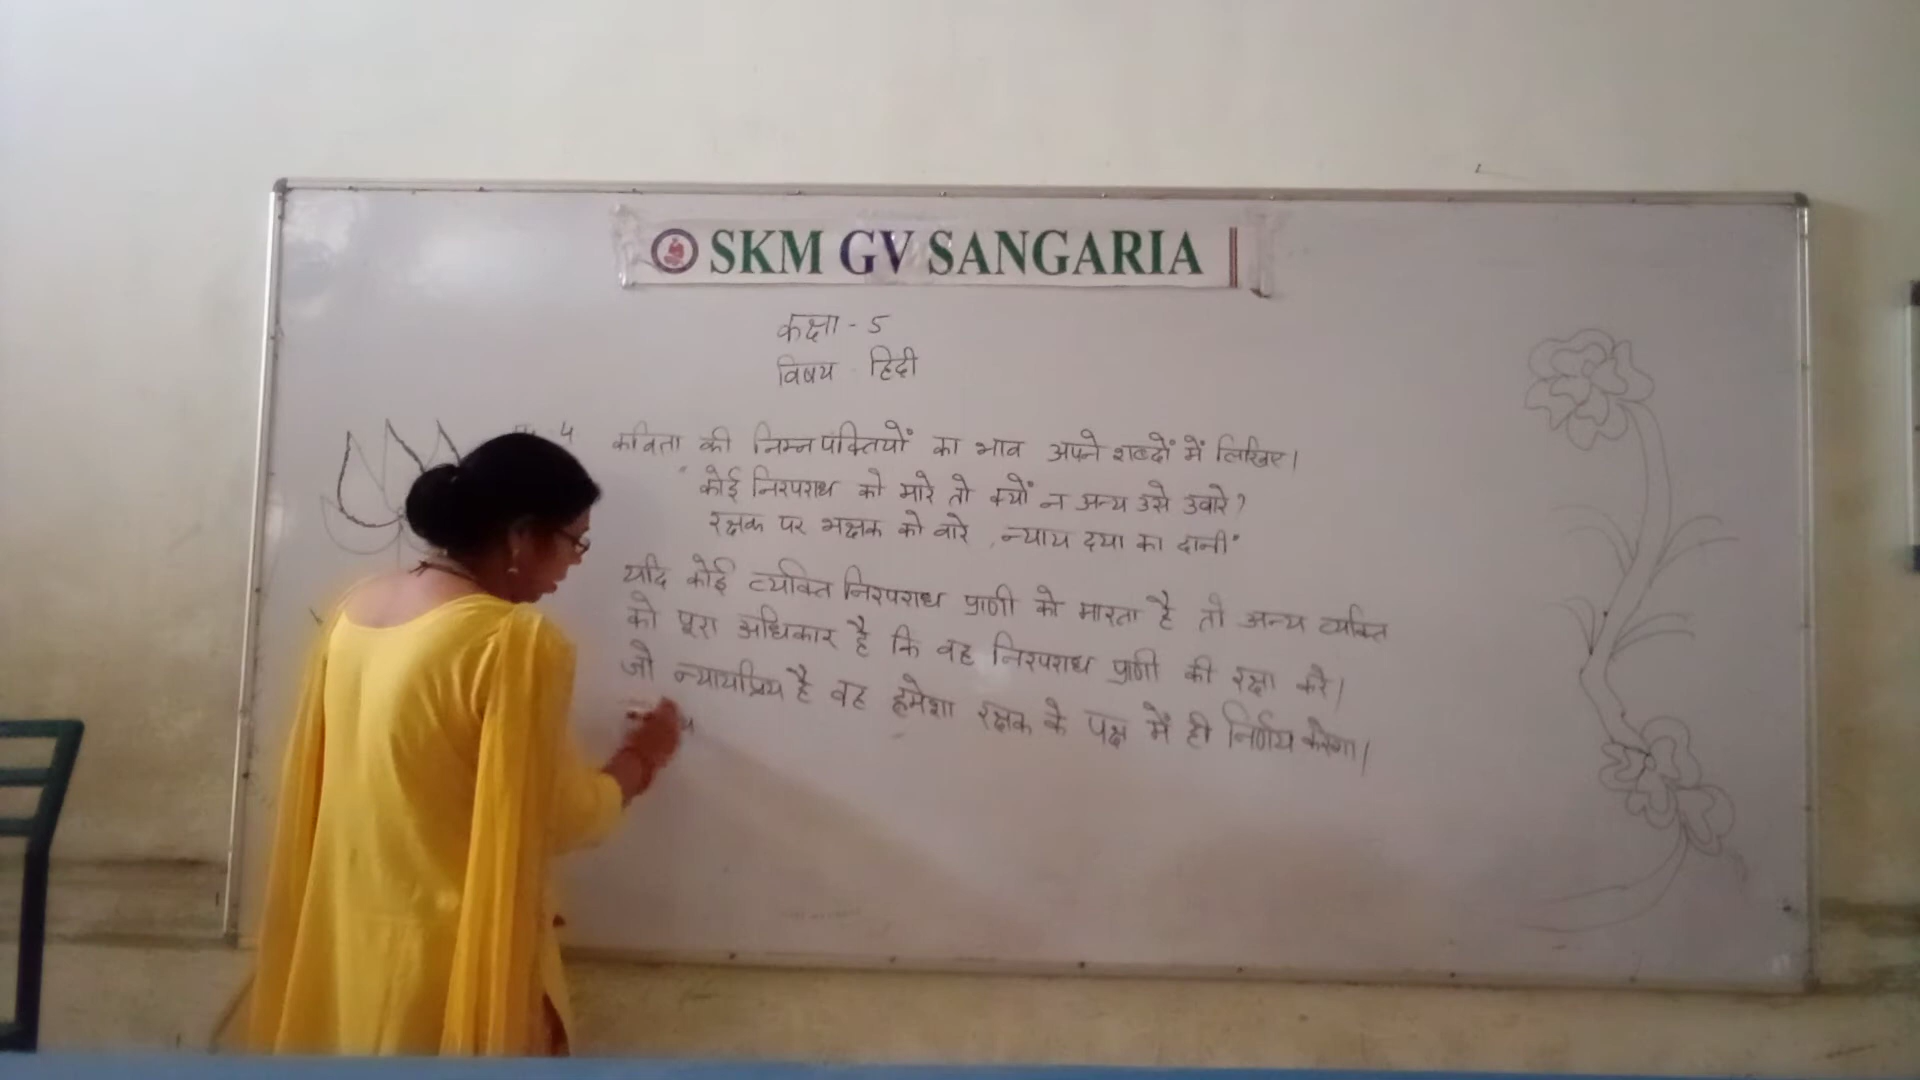 SKM GV SANGARIA
कक्षा - 5
विषय हिंदी
4 कविता की निम्न पंक्तियों का भाव अपने शब्दों में लिखिए।
"कोई निरपराध को मारे तो क्यों न अन्य उसे उबारे?
रक्षक पर भक्षक को वारे, न्याय दया का दानी"
यदि कोई व्यक्ति निरपराध प्राणी को मारता है तो अन्य व्यक्ति
को पूरा अधिकार है कि वह निरपराध प्राणी की रक्षा करे।
जो न्यायप्रिय है वह हमेशा रक्षक के पक्ष में ही निर्णय करेगा।